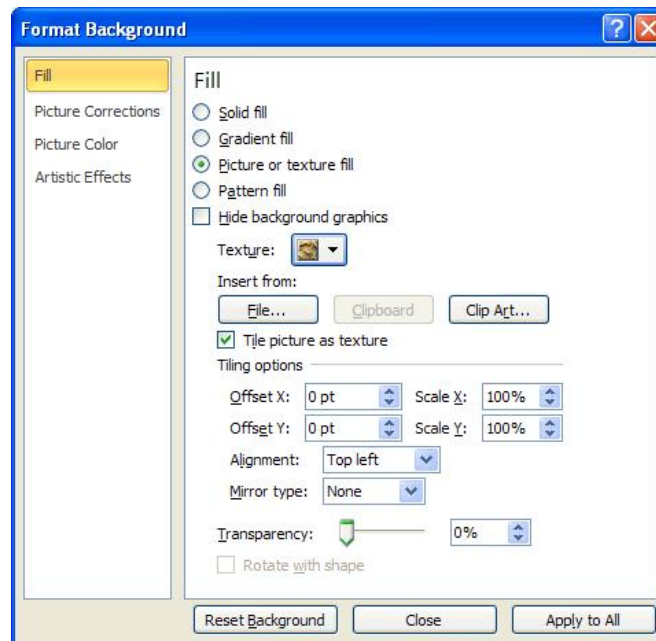 Format Background
Fill
Picture Corrections
Picture Color
Artistic Effects
Fill
Solid fill
Gradient fill
Picture or texture fill
Pattern fill
Hide background graphics
Texture:
Insert from:
File... Clipboard Clip Art...
Tile picture as texture
Tiling options
Offset X: 0 pt Scale X: 100%
Offset Y: 0 pt Scale Y: 100%
Alignment: Top left
Mirror type: None
Transparency: 0%
Rotate with shape
Reset Background Close Apply to All